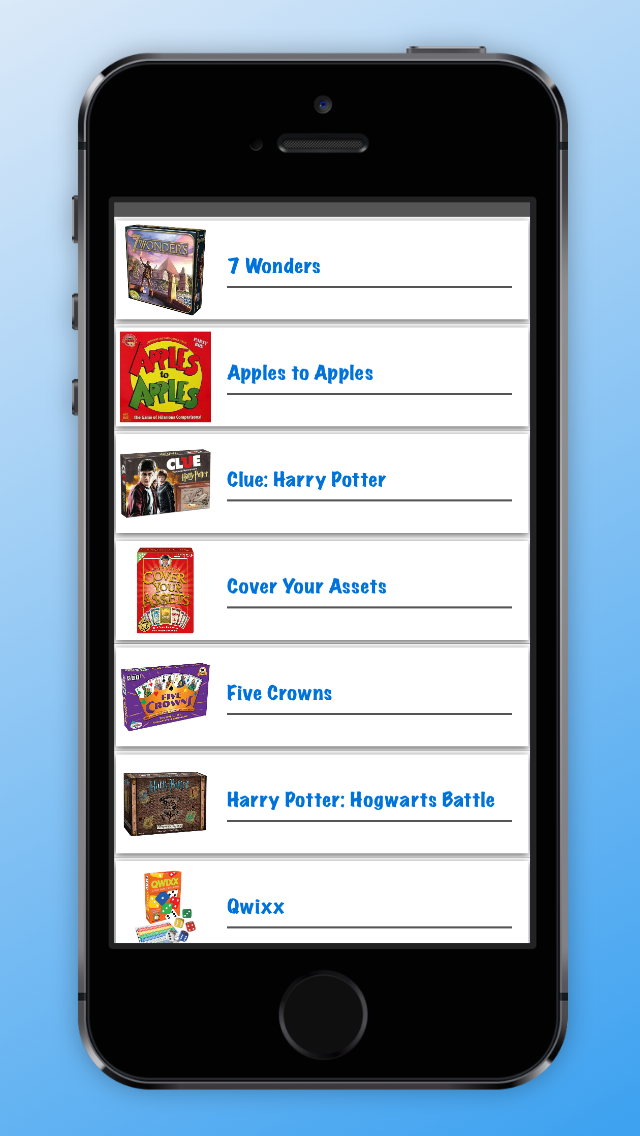 7 WONDERS
7 Wonders
PARTY BOX
APPLES
to
APPLES
The Game of Hilarious Comparisons!
Apples to Apples
CLUE
Harry Potter
Clue: Harry Potter
COVER
YOUR
ASSETS
Cover Your Assets
FIVE
CROWNS
Five Crowns
Harry Potter
Harry Potter: Hogwarts Battle
QWIXX
Qwixx